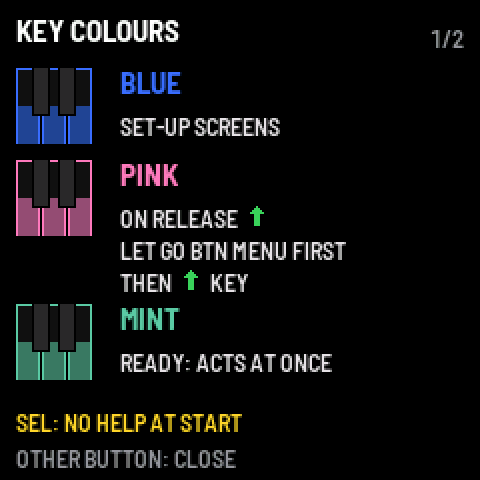 KEY COLOURS
1/2
BLUE
SET-UP SCREENS
PINK
ON RELEASE ↑
LET GO BTN MENU FIRST
THEN ↑ KEY
MINT
READY: ACTS AT ONCE
SEL: NO HELP AT START
OTHER BUTTON: CLOSE